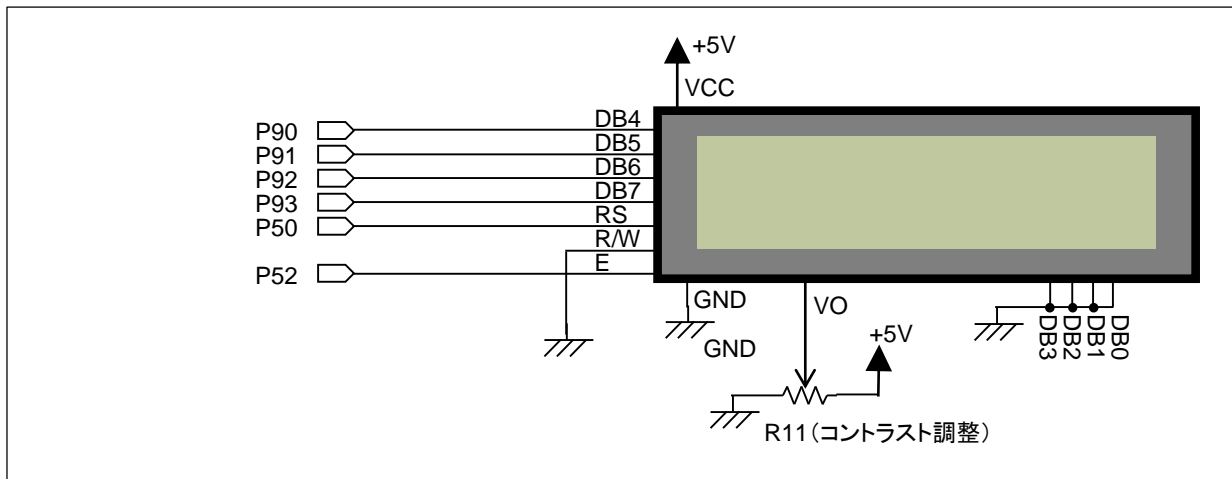 +5V
VCC
P90
DB4
P91
DB5
P92
DB6
P93
DB7
P50
RS
R/W
P52
E
GND
GND
VO
+5V
R11(コントラスト調整)
DB3
DB2
DB1
DB0